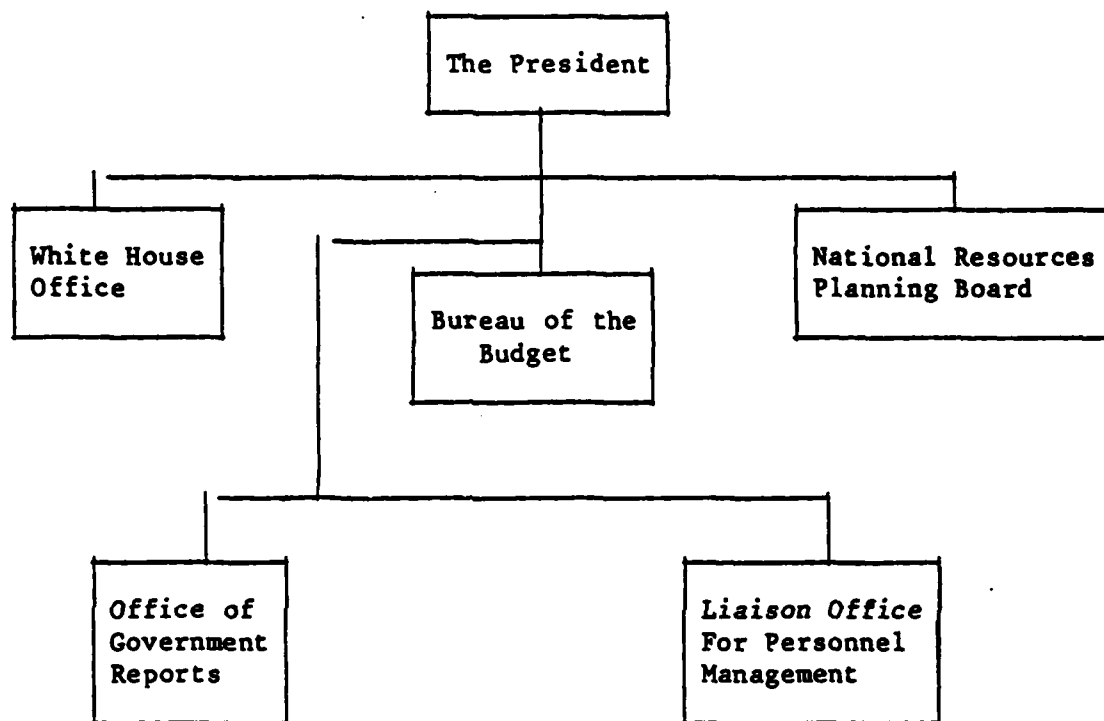 The President
White House
Office
Bureau of the
Budget
National Resources
Planning Board
Office of
Government
Reports
Liaison Office
For Personnel
Management